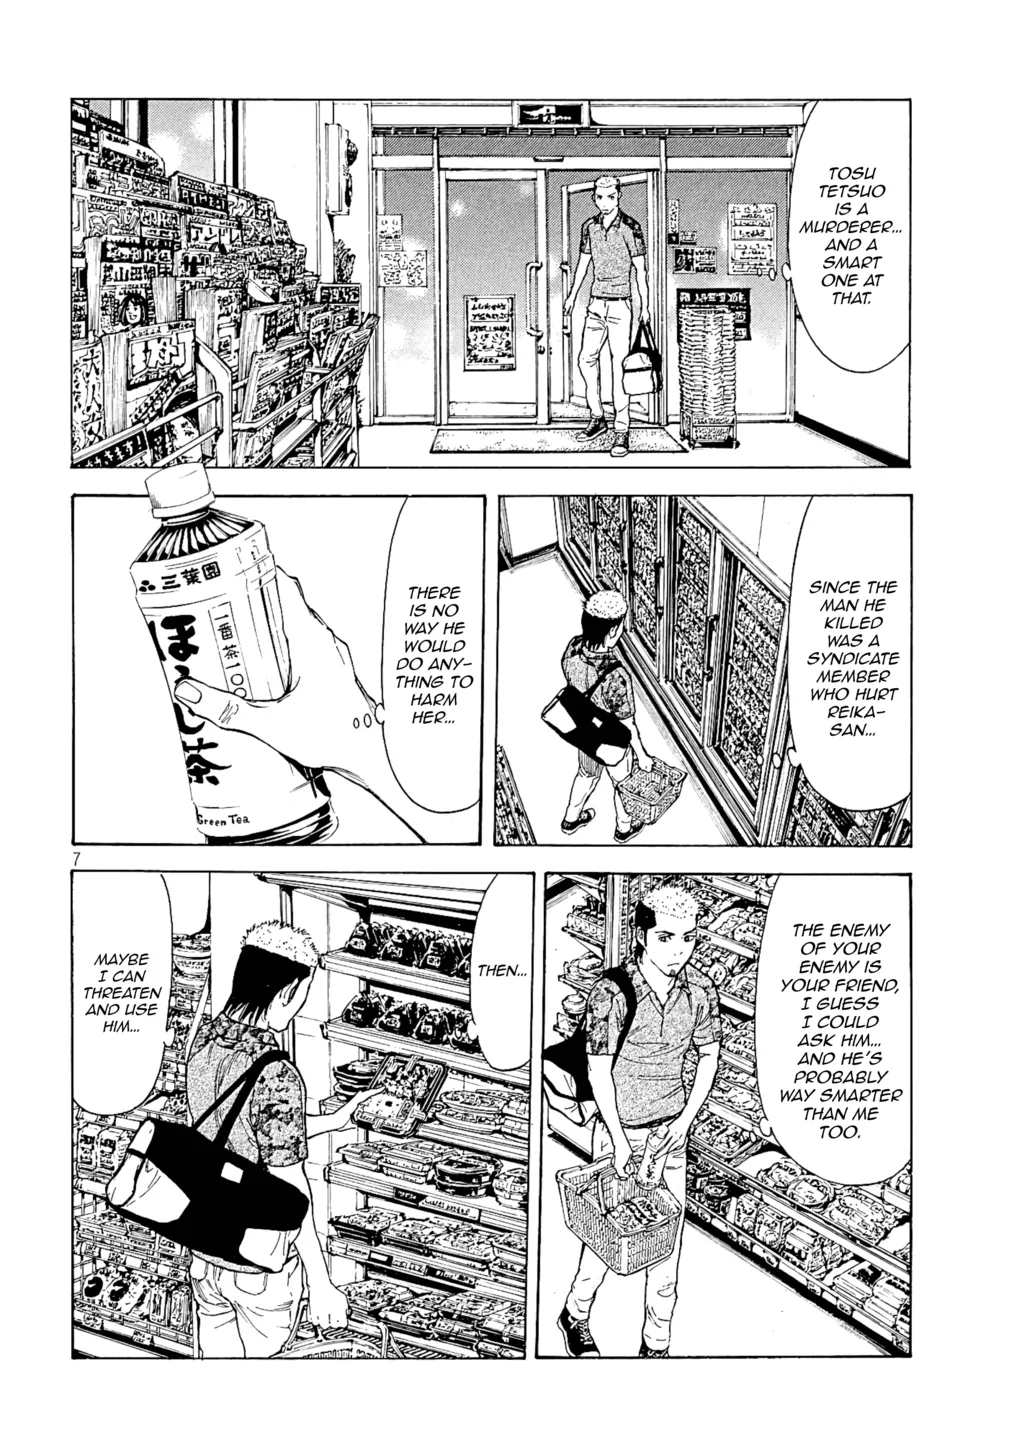 TOSU
TETSUO
IS A
MURDERER...
AND A
SMART
ONE AT
THAT.
SINCE THE
MAN HE
KILLED
WAS A
SYNDICATE
MEMBER
WHO HURT
REIKA-
SAN...
THERE
IS NO
WAY HE
WOULD
DO ANY-
THING TO
HARM
HER...
三葉園
一番茶100
ほうじ茶
Green Tea
7
THE ENEMY
OF YOUR
ENEMY IS
YOUR FRIEND,
I GUESS
I COULD
ASK HIM...
AND HE'S
PROBABLY
WAY SMARTER
THAN ME
TOO.
THEN...
MAYBE
I CAN
THREATEN
AND USE
HIM...